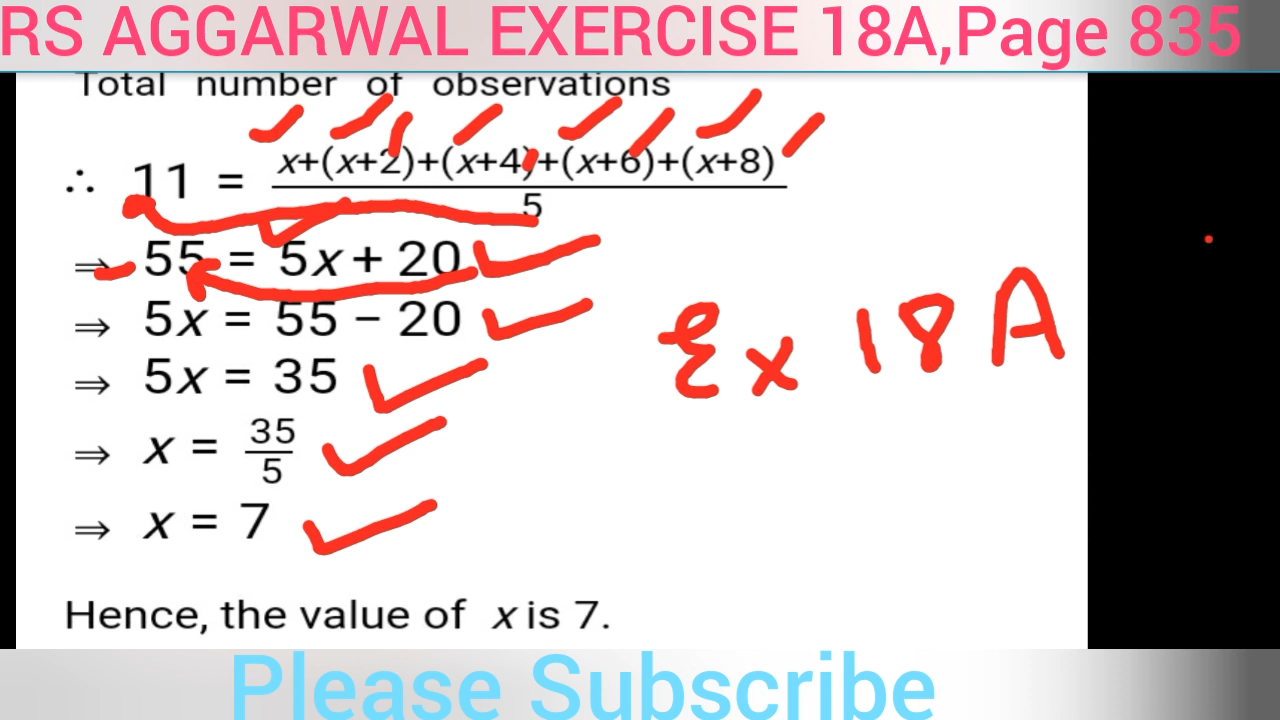 RS AGGARWAL EXERCISE 18A,Page 835
Total number of observations
∴ 11 = x+(x+2)+(x+4)+(x+6)+(x+8) / 5
⇒ 55 = 5x + 20
⇒ 5x = 55 − 20
⇒ 5x = 35
⇒ x = 35/5
⇒ x = 7
Ex 18 A
Hence, the value of x is 7.
Please Subscribe